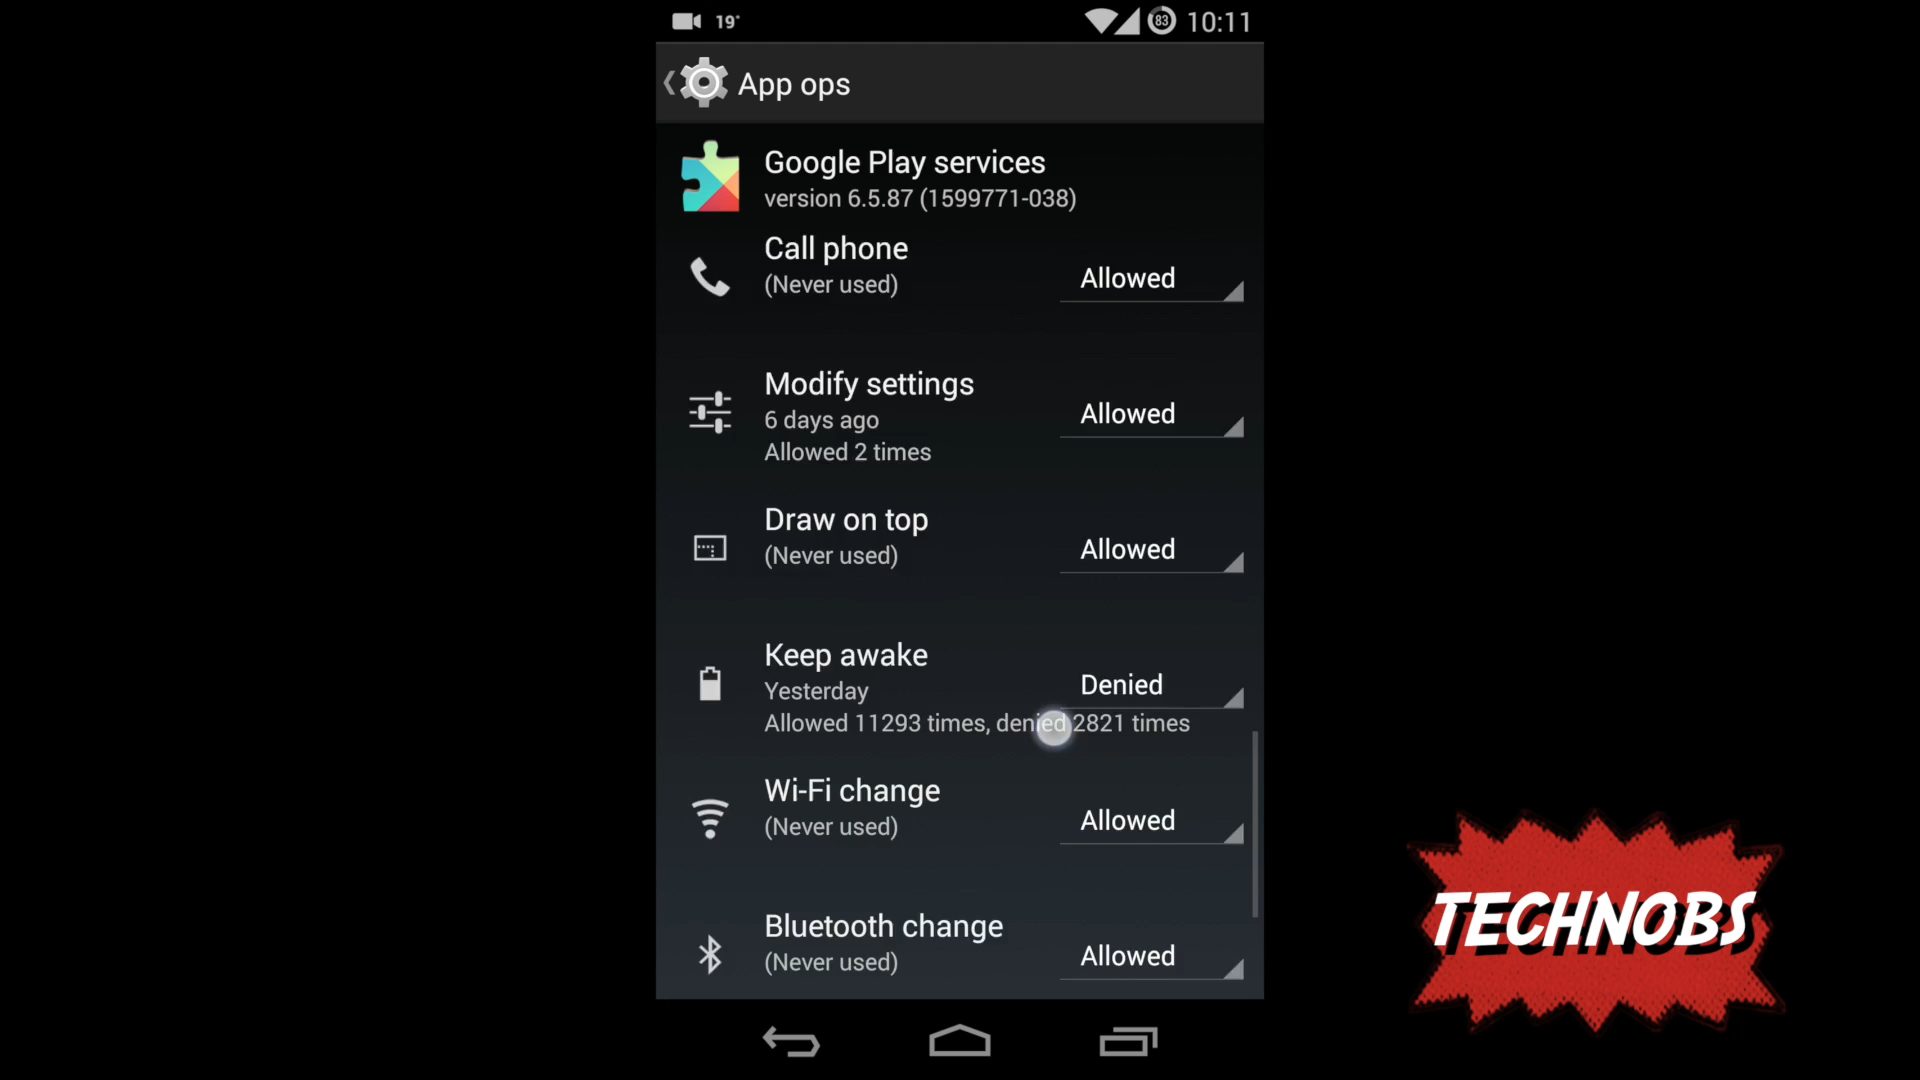 19°
83
10:11
App ops
Google Play services
version 6.5.87 (1599771-038)
Call phone
(Never used)
Allowed
Modify settings
6 days ago
Allowed 2 times
Allowed
Draw on top
(Never used)
Allowed
Keep awake
Yesterday
Denied
Allowed 11293 times, denied 2821 times
Wi-Fi change
(Never used)
Allowed
Bluetooth change
(Never used)
Allowed
TECHNOBS